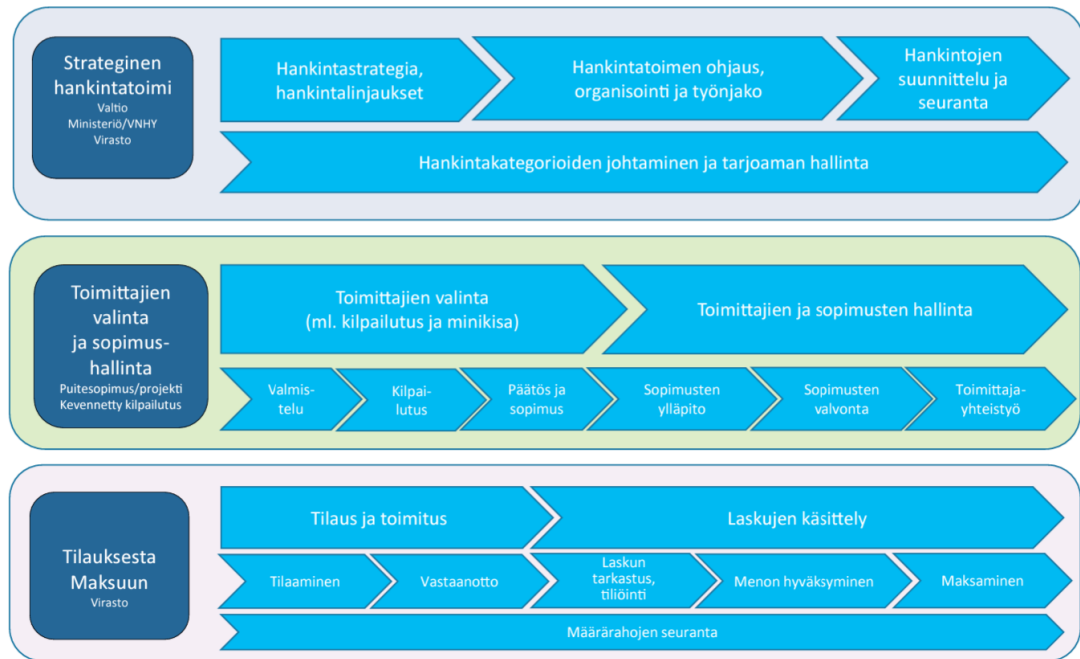 Strateginen
hankintatoimi
Valtio
Ministeriö/VNHY
Virasto
Hankintastrategia,
hankintalinjaukset
Hankintatoimen ohjaus,
organisointi ja työnjako
Hankintojen
suunnittelu ja
seuranta
Hankintakategorioiden johtaminen ja tarjoaman hallinta
Toimittajien
valinta
ja sopimus-
hallinta
Puitesopimus/projekti
Kevennetty kilpailutus
Toimittajien valinta
(ml. kilpailutus ja minikisa)
Toimittajien ja sopimusten hallinta
Valmis-
telu
Kilpai-
lutus
Päätös ja
sopimus
Sopimusten
ylläpito
Sopimusten
valvonta
Toimittaja-
yhteistyö
Tilauksesta
Maksuun
Virasto
Tilaus ja toimitus
Laskujen käsittely
Tilaaminen
Vastaanotto
Laskun
tarkastus,
tiliöinti
Menon hyväksyminen
Maksaminen
Määrärahojen seuranta